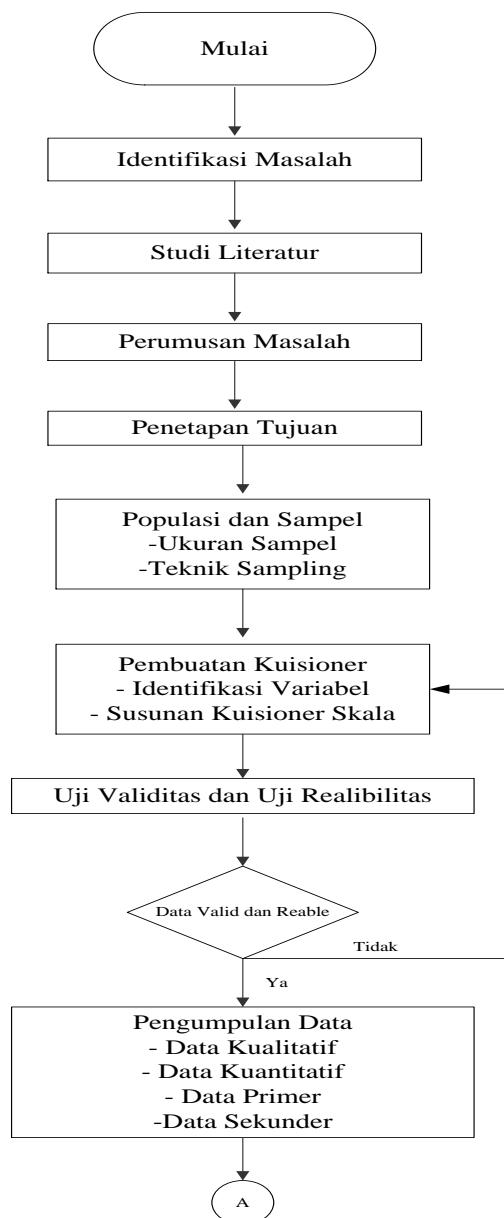 Mulai
Identifikasi Masalah
Studi Literatur
Perumusan Masalah
Penetapan Tujuan
Populasi dan Sampel
-Ukuran Sampel
-Teknik Sampling
Pembuatan Kuisioner
- Identifikasi Variabel
- Susunan Kuisioner Skala
Uji Validitas dan Uji Realibilitas
Data Valid dan Reable
Tidak
Ya
Pengumpulan Data
- Data Kualitatif
- Data Kuantitatif
- Data Primer
-Data Sekunder
A